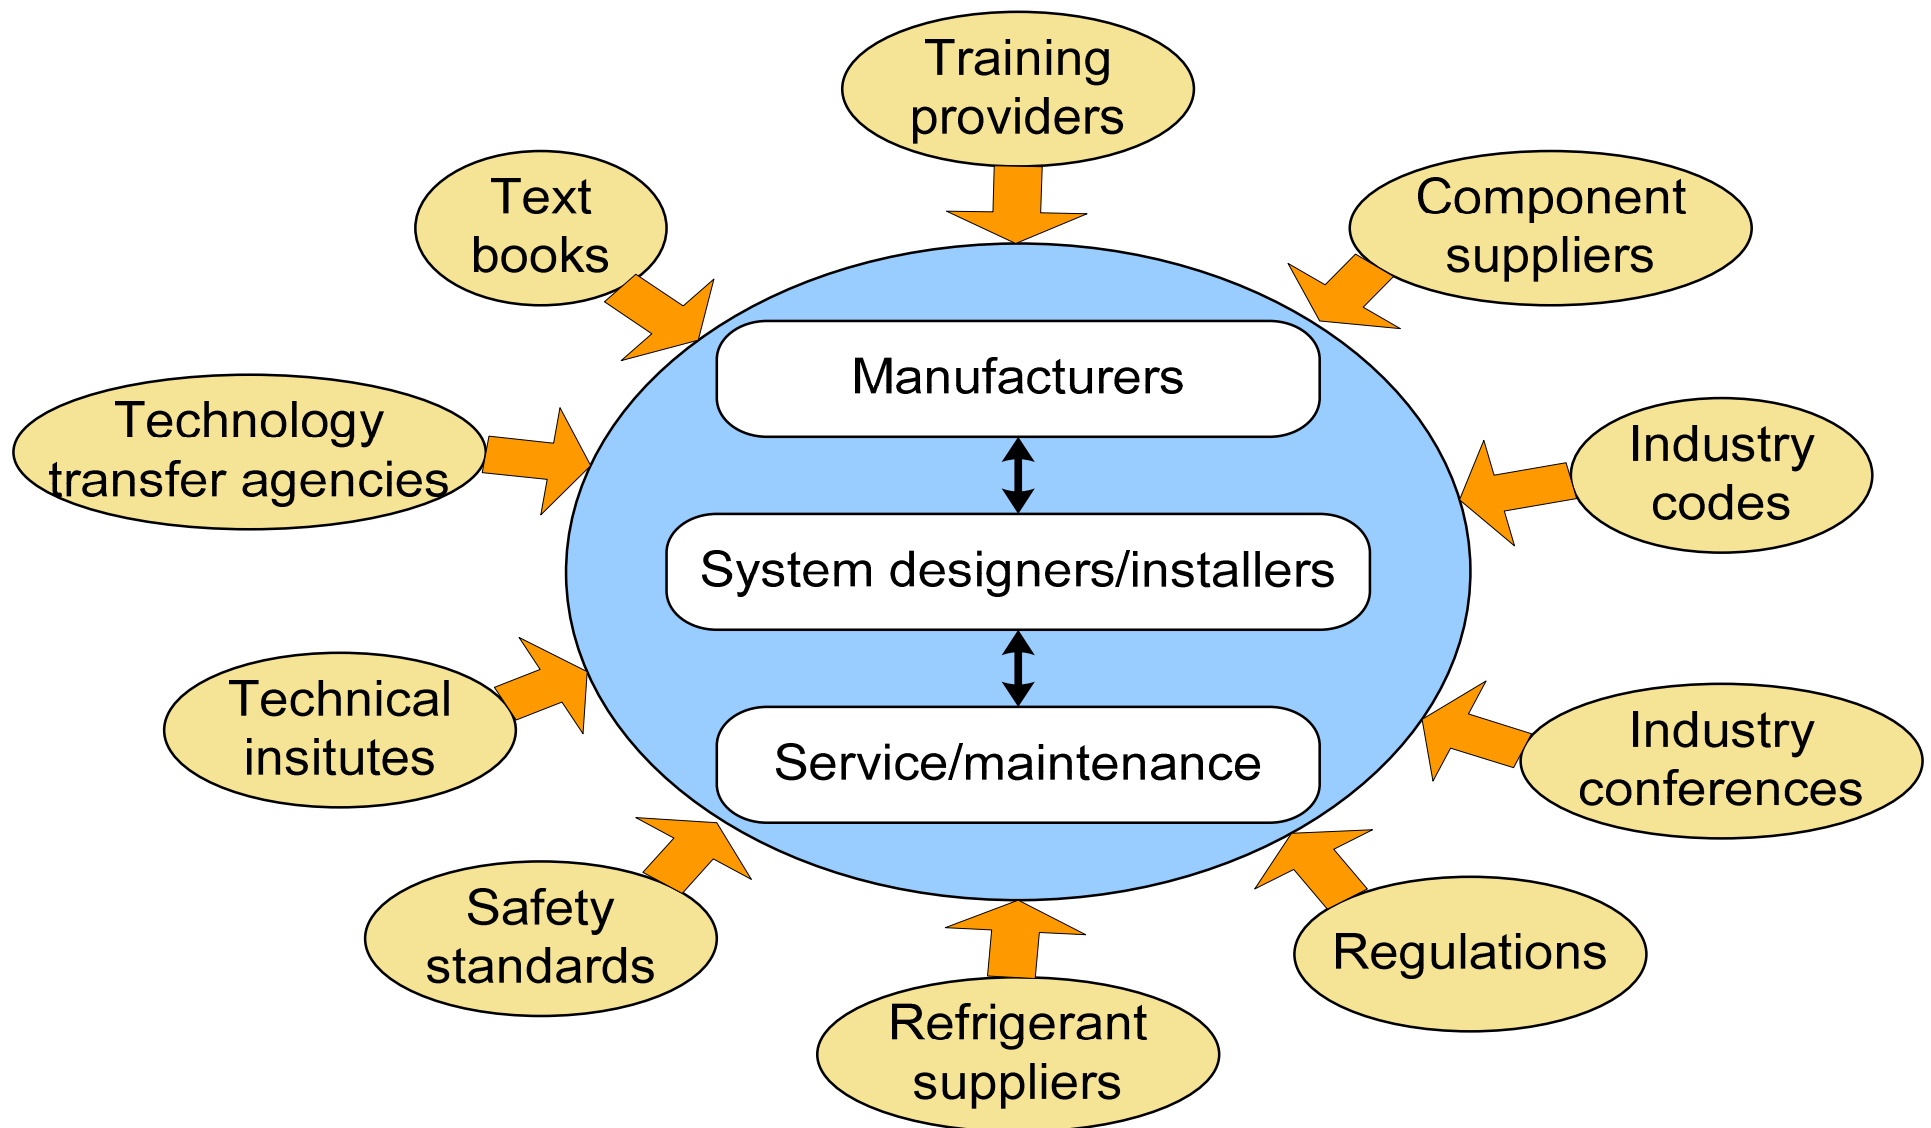 Training
providers
Text
books
Component
suppliers
Manufacturers
Technology
transfer agencies
Industry
codes
System designers/installers
Technical
insitutes
Industry
conferences
Service/maintenance
Safety
standards
Regulations
Refrigerant
suppliers